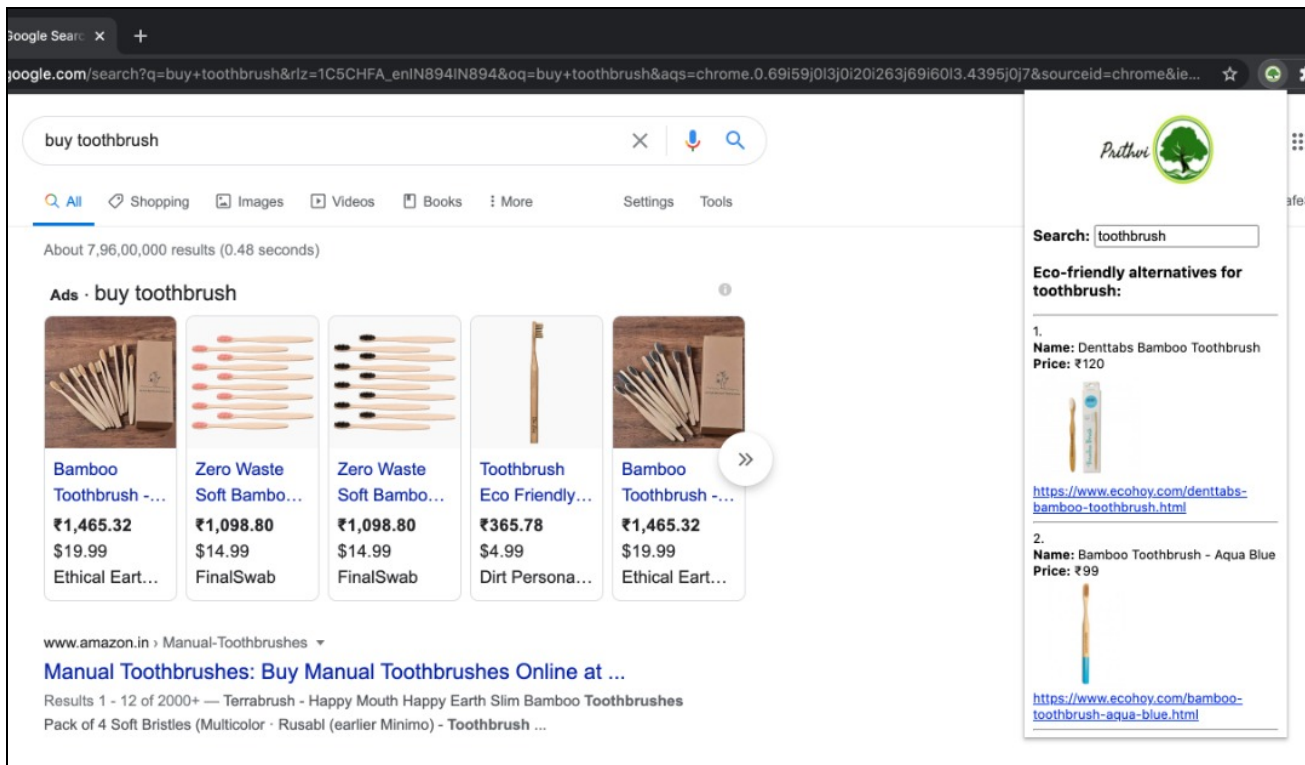 Google Searc × +
google.com/search?q=buy+toothbrush&rlz=1C5CHFA_enIN894IN894&oq=buy+toothbrush&aqs=chrome.0.69i59j0l3j0i20i263j69i60l3.4395j0j7&sourceid=chrome&ie...
buy toothbrush
All Shopping Images Videos Books More Settings Tools
About 7,96,00,000 results (0.48 seconds)
Ads · buy toothbrush
Bamboo
Toothbrush -...
₹1,465.32
$19.99
Ethical Eart...
Zero Waste
Soft Bambo...
₹1,098.80
$14.99
FinalSwab
Zero Waste
Soft Bambo...
₹1,098.80
$14.99
FinalSwab
Toothbrush
Eco Friendly...
₹365.78
$4.99
Dirt Persona...
Bamboo
Toothbrush -...
₹1,465.32
$19.99
Ethical Eart...
www.amazon.in › Manual-Toothbrushes
Manual Toothbrushes: Buy Manual Toothbrushes Online at ...
Results 1 - 12 of 2000+ — Terrabrush - Happy Mouth Happy Earth Slim Bamboo Toothbrushes
Pack of 4 Soft Bristles (Multicolor · Rusabl (earlier Minimo) - Toothbrush ...
Prithvi
Search: toothbrush
Eco-friendly alternatives for
toothbrush:
1.
Name: Denttabs Bamboo Toothbrush
Price: ₹120
https://www.ecohoy.com/denttabs-
bamboo-toothbrush.html
2.
Name: Bamboo Toothbrush - Aqua Blue
Price: ₹99
https://www.ecohoy.com/bamboo-
toothbrush-aqua-blue.html